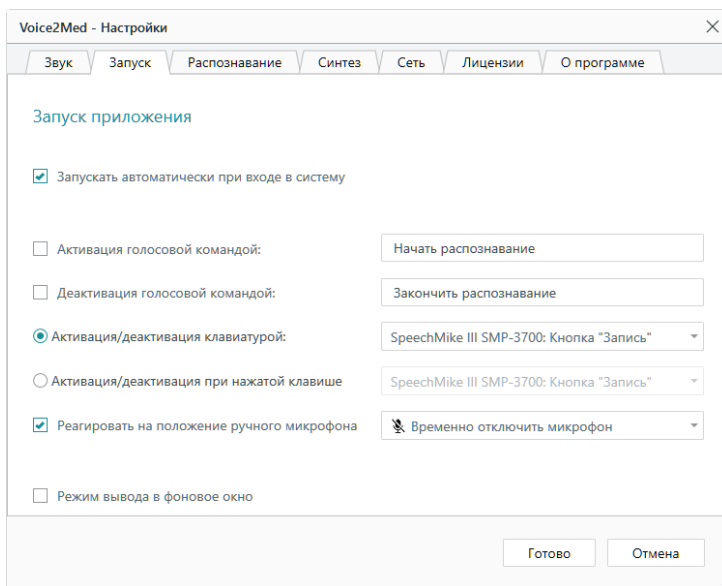 Voice2Med - Настройки
Звук Запуск Распознавание Синтез Сеть Лицензии О программе
Запуск приложения
Запускать автоматически при входе в систему
Активация голосовой командой: Начать распознавание
Деактивация голосовой командой: Закончить распознавание
Активация/деактивация клавиатурой: SpeechMike III SMP-3700: Кнопка "Запись"
Активация/деактивация при нажатой клавише SpeechMike III SMP-3700: Кнопка "Запись"
Реагировать на положение ручного микрофона Временно отключить микрофон
Режим вывода в фоновое окно
Готово Отмена